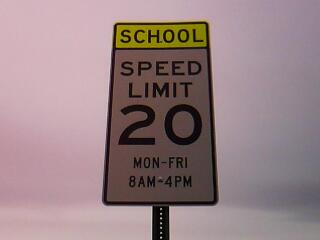 SCHOOL
SPEED
LIMIT
20
MON-FRI
8AM-4PM